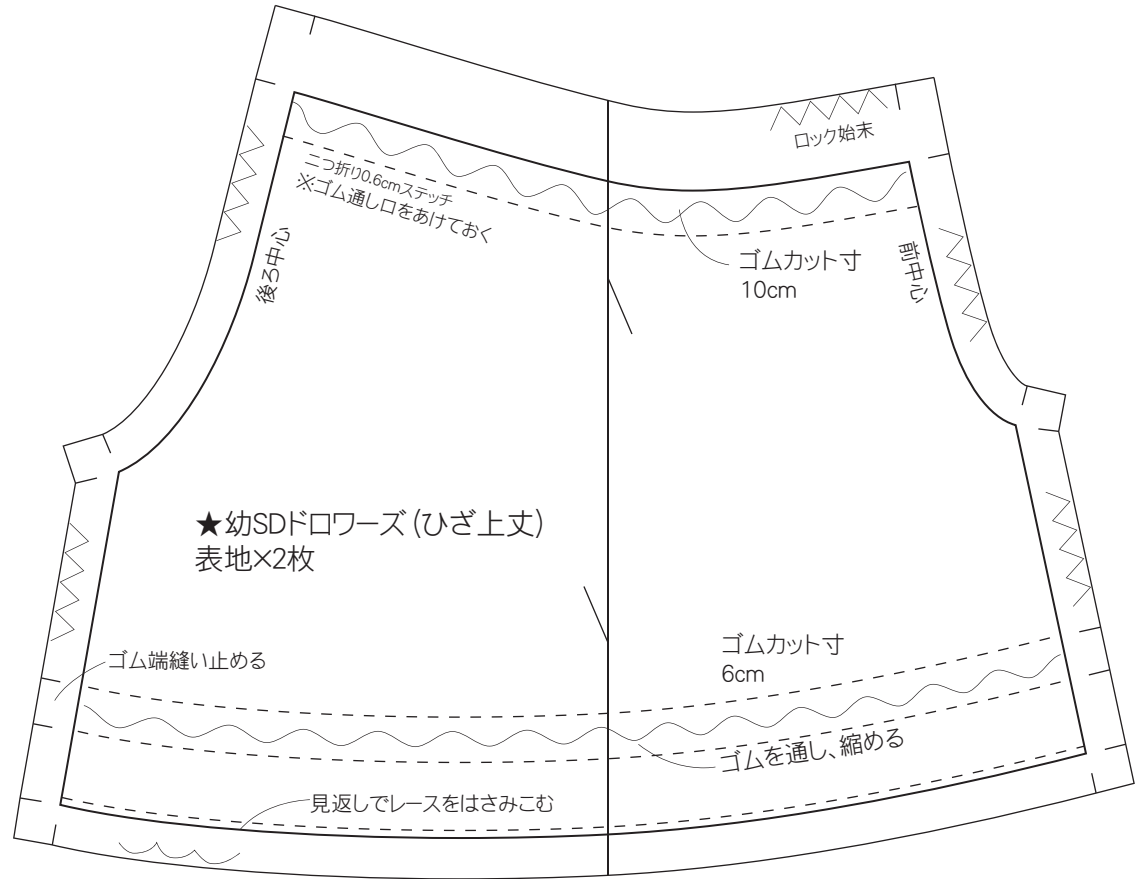 ロック始末
二つ折り0.6cmステッチ
※ゴム通し口をあけておく
後ろ中心
前中心
ゴムカット寸
10cm
★幼SDドロワーズ(ひざ上丈)
表地×2枚
ゴムカット寸
6cm
ゴム端縫い止める
ゴムを通し、縮める
見返しでレースをはさみこむ